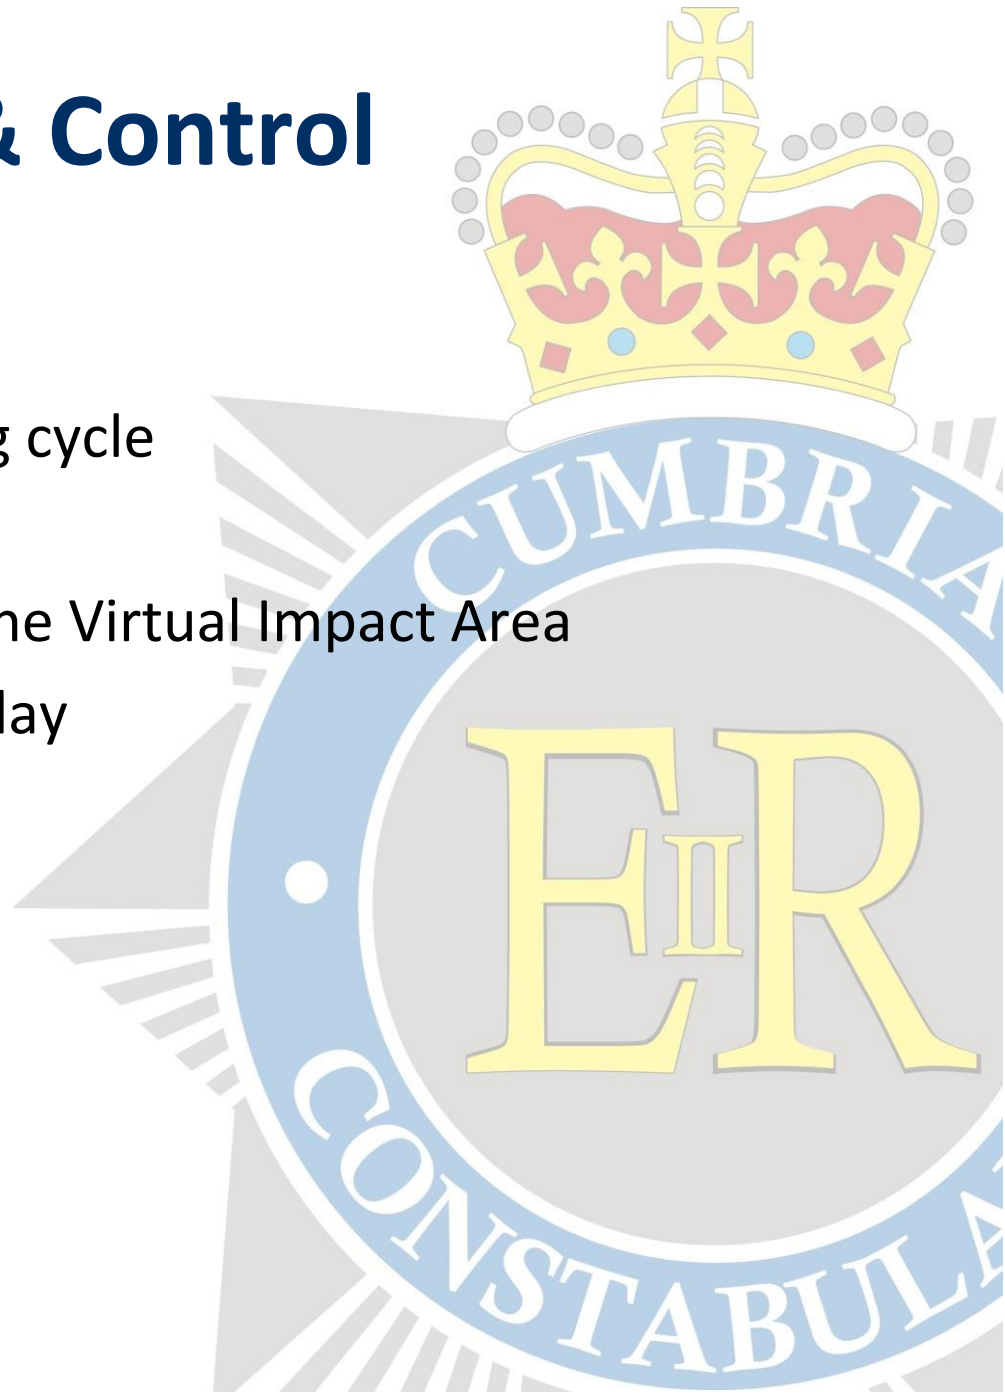 & Control
g cycle
he Virtual Impact Area
lay
CUMBRIA
EIIR
CONSTABULA